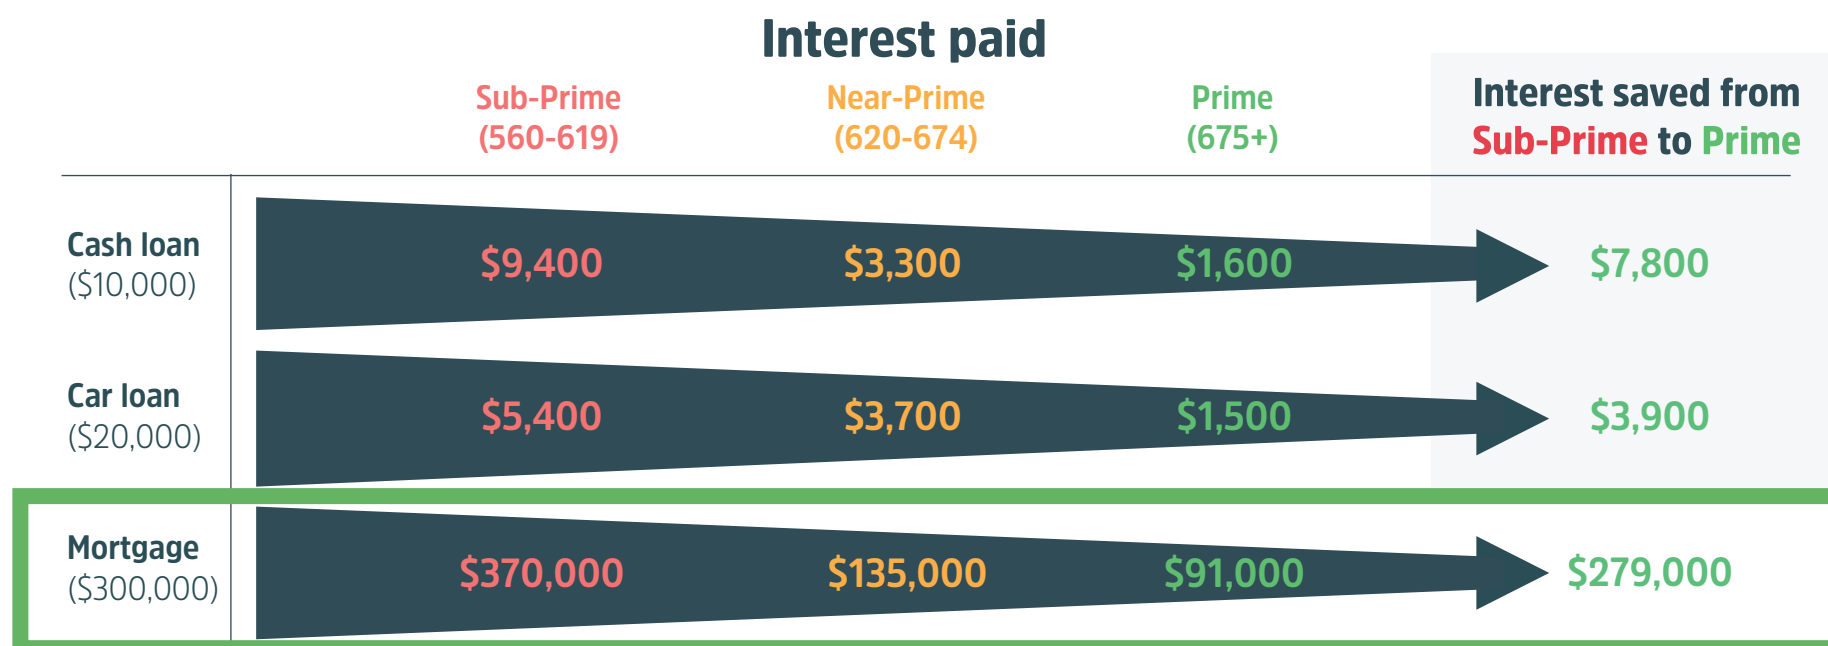 Interest paid
Sub-Prime
(560-619)
Near-Prime
(620-674)
Prime
(675+)
Interest saved from
Sub-Prime to Prime
Cash loan
($10,000)
$9,400
$3,300
$1,600
$7,800
Car loan
($20,000)
$5,400
$3,700
$1,500
$3,900
Mortgage
($300,000)
$370,000
$135,000
$91,000
$279,000